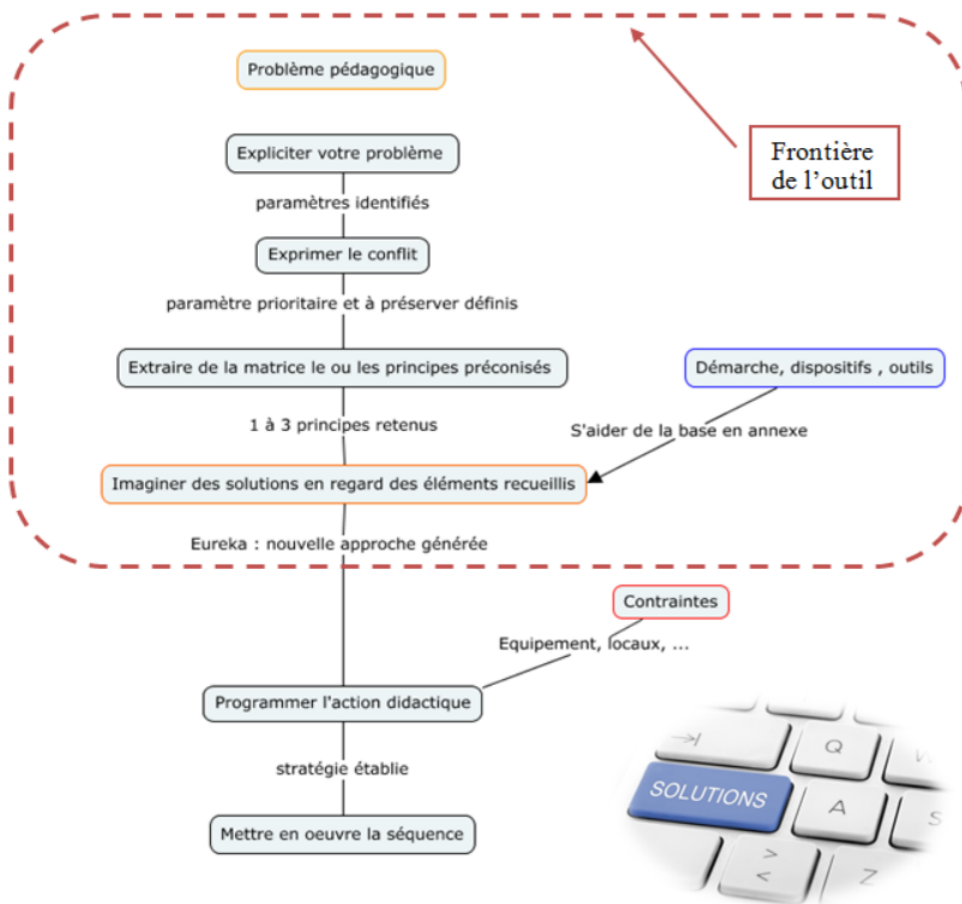 Problème pédagogique
Expliciter votre problème
Frontière
de l'outil
paramètres identifiés
Exprimer le conflit
paramètre prioritaire et à préserver définis
Extraire de la matrice le ou les principes préconisés
Démarche, dispositifs , outils
1 à 3 principes retenus
S'aider de la base en annexe
Imaginer des solutions en regard des éléments recueillis
Eureka : nouvelle approche générée
Contraintes
Equipement, locaux, ...
Programmer l'action didactique
stratégie établie
Mettre en oeuvre la séquence
Q
W
SOLUTIONS
A
S
>
<
Z